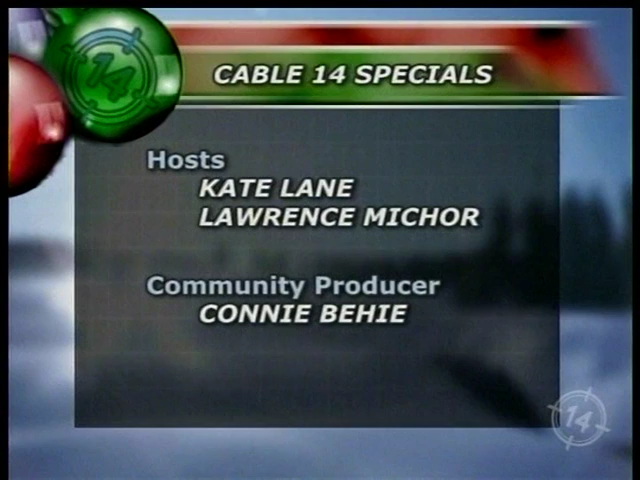 14
CABLE 14 SPECIALS
Hosts
KATE LANE
LAWRENCE MICHOR
Community Producer
CONNIE BEHIE
14